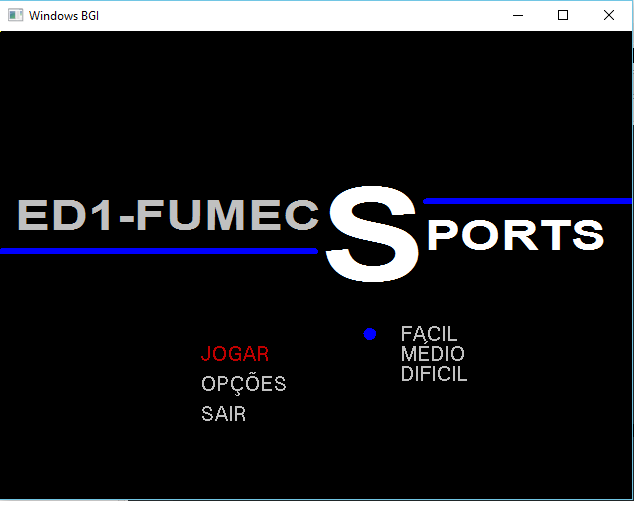 Windows BGI
ED1-FUMEC SPORTS
JOGAR
OPÇÕES
SAIR
FACIL
MÉDIO
DIFICIL